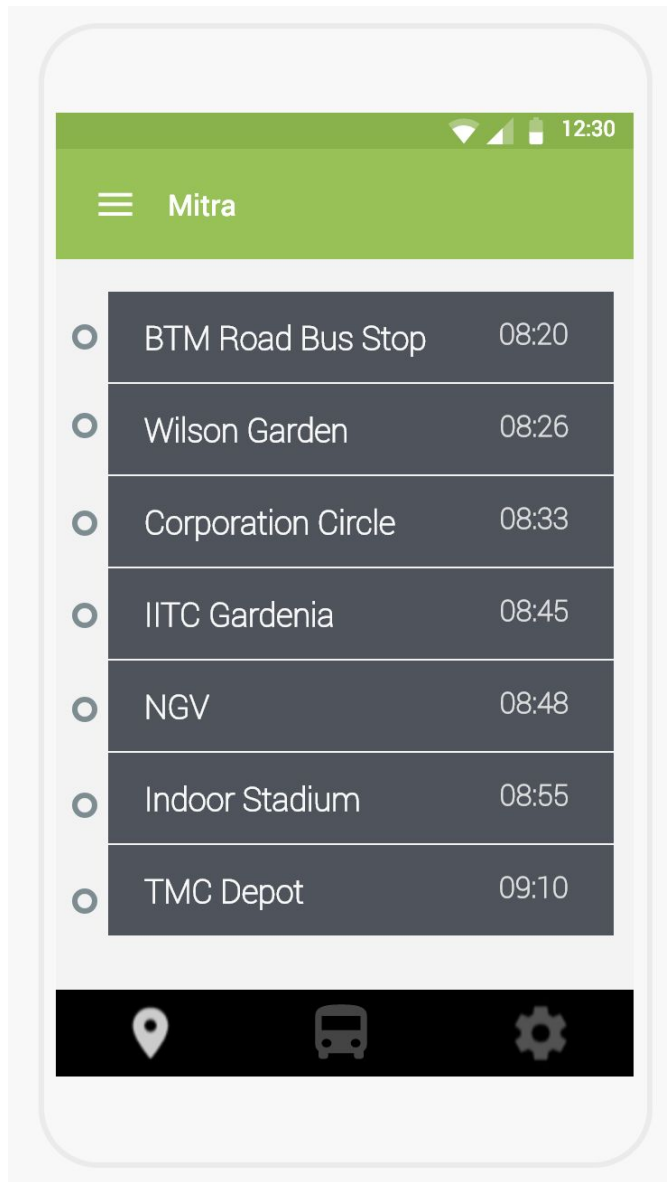 12:30
Mitra
BTM Road Bus Stop 08:20
Wilson Garden 08:26
Corporation Circle 08:33
IITC Gardenia 08:45
NGV 08:48
Indoor Stadium 08:55
TMC Depot 09:10